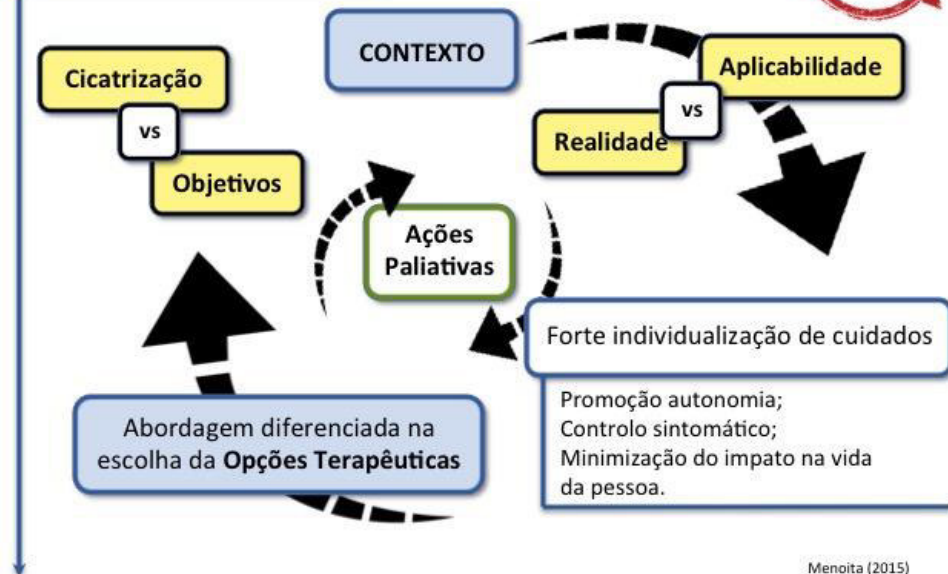 CONTEXTO
Cicatrização
vs
Objetivos
Aplicabilidade
vs
Realidade
Ações
Paliativas
Forte individualização de cuidados
Promoção autonomia;
Controlo sintomático;
Minimização do impato na vida
da pessoa.
Abordagem diferenciada na
escolha da Opções Terapêuticas
Menoita (2015)